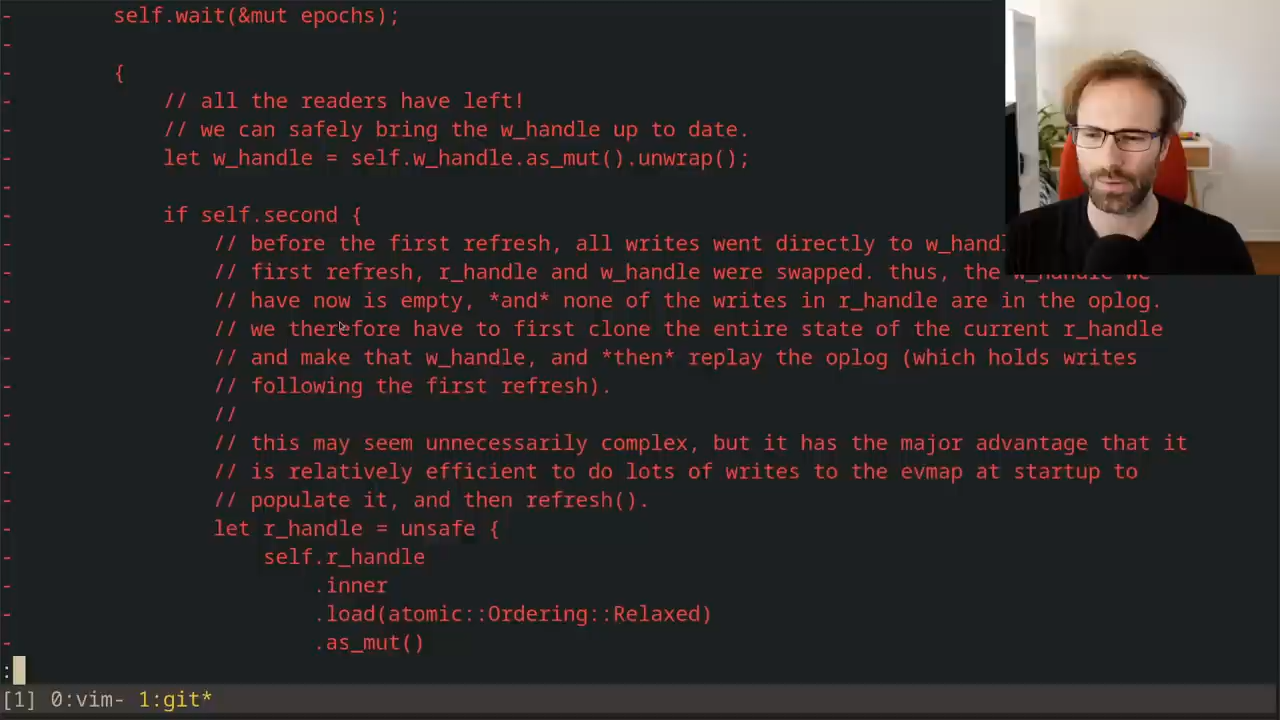 -        self.wait(&mut epochs);
-
-        {
-            // all the readers have left!
-            // we can safely bring the w_handle up to date.
-            let w_handle = self.w_handle.as_mut().unwrap();
-
-            if self.second {
-                // before the first refresh, all writes went directly to
-                // first refresh, r_handle and w_handle were swapped. thus, the
-                // have now is empty, *and* none of the writes in r_handle are in the oplog.
-                // we therefore have to first clone the entire state of the current r_handle
-                // and make that w_handle, and *then* replay the oplog (which holds writes
-                // following the first refresh).
-                //
-                // this may seem unnecessarily complex, but it has the major advantage that it
-                // is relatively efficient to do lots of writes to the evmap at startup to
-                // populate it, and then refresh().
-                let r_handle = unsafe {
-                    self.r_handle
-                        .inner
-                        .load(atomic::Ordering::Relaxed)
-                        .as_mut()
:
[1] 0:vim- 1:git*